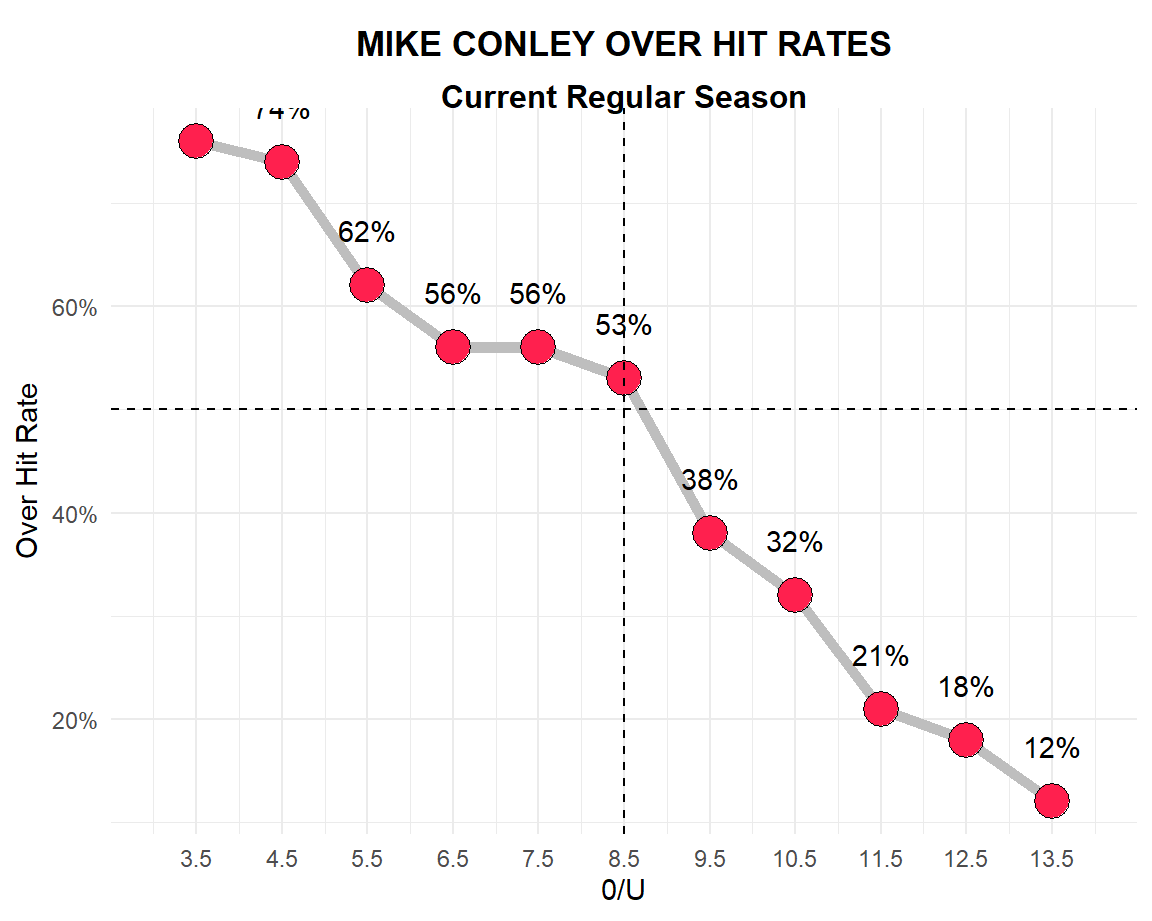 MIKE CONLEY OVER HIT RATES
Current Regular Season
74%
62%
56% 56%
53%
38%
32%
21%
18%
12%
60%
40%
20%
Over Hit Rate
3.5 4.5 5.5 6.5 7.5 8.5 9.5 10.5 11.5 12.5 13.5
0/U